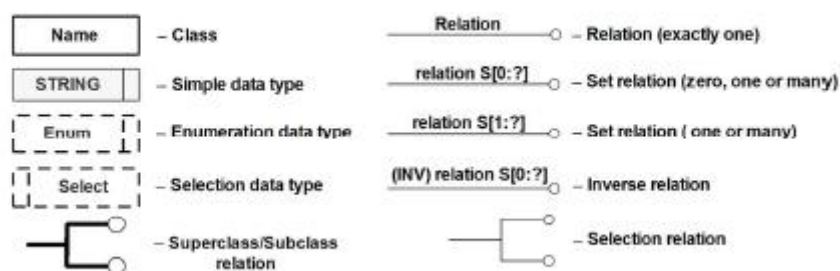 Name – Class
STRING – Simple data type
Enum – Enumeration data type
Select – Selection data type
– Superclass/Subclass
relation
Relation – Relation (exactly one)
relation S[0:?] – Set relation (zero, one or many)
relation S[1:?] – Set relation ( one or many)
(INV) relation S[0:?] – Inverse relation
– Selection relation